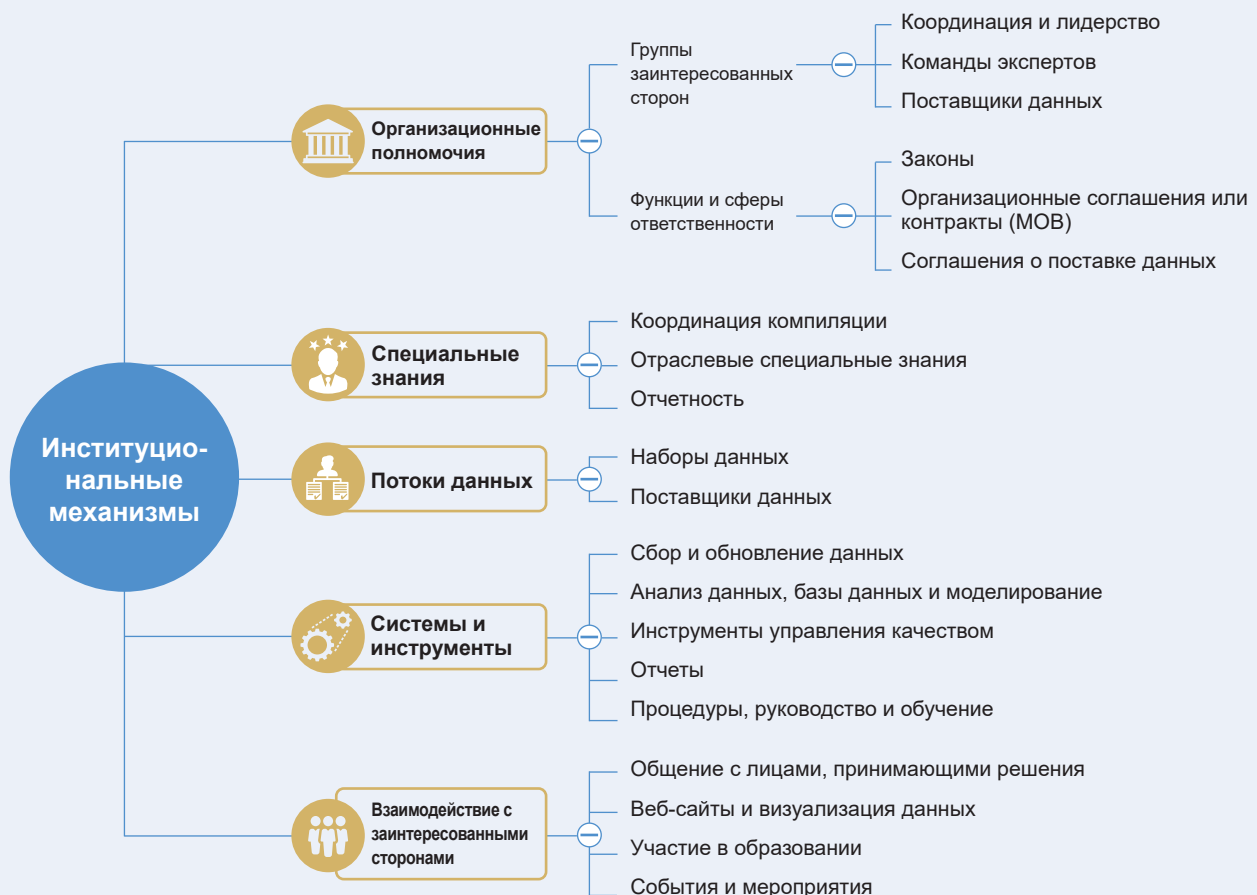 Институцио-
нальные
механизмы
Организационные
полномочия
Группы
заинтересованных
сторон
Координация и лидерство
Команды экспертов
Поставщики данных
Функции и сферы
ответственности
Законы
Организационные соглашения или
контракты (МОВ)
Соглашения о поставке данных
Специальные
знания
Координация компиляции
Отраслевые специальные знания
Отчетность
Потоки данных
Наборы данных
Поставщики данных
Системы и
инструменты
Сбор и обновление данных
Анализ данных, базы данных и моделирование
Инструменты управления качеством
Отчеты
Процедуры, руководство и обучение
Взаимодействие с
заинтересованными
сторонами
Общение с лицами, принимающими решения
Веб-сайты и визуализация данных
Участие в образовании
События и мероприятия